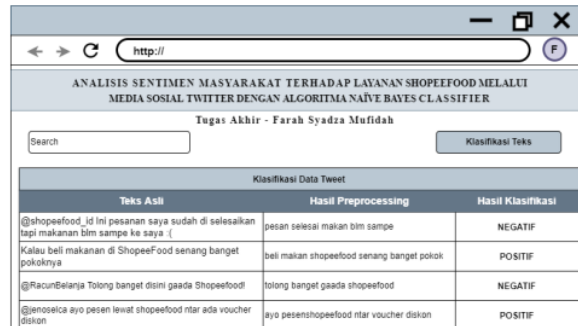 http://
F
ANALISIS SENTIMEN MASYARAKAT TERHADAP LAYANAN SHOPEEFOOD MELALUI
MEDIA SOSIAL TWITTER DENGAN ALGORITMA NAÏVE BAYES CLASSIFIER
Tugas Akhir - Farah Syadza Mufidah
Search
Klasifikasi Teks
Klasifikasi Data Tweet
Teks Asli Hasil Preprocessing Hasil Klasifikasi
@shopeefood_id Ini pesanan saya sudah di selesaikan
tapi makanan blm sampe ke saya :(
pesan selesai makan blm sampe
NEGATIF
Kalau beli makanan di ShopeeFood senang banget
pokoknya
beli makan shopeefood senang banget pokok
POSITIF
@RacunBelanja Tolong banget disini gaada Shopeefood!
tolong banget gaada shopeefood
NEGATIF
@jenoseica ayo pesen lewat shopeefood ntar ada voucher
diskon
ayo pesenshopeefood ntar voucher diskon
POSITIF